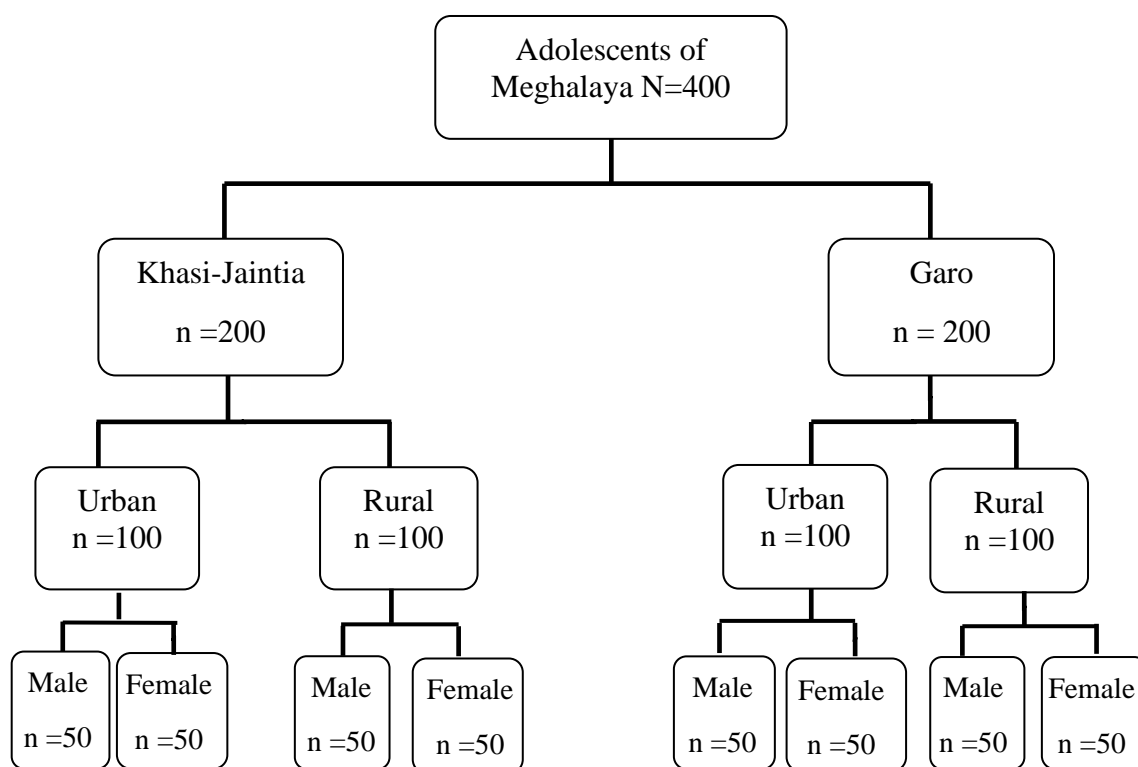 Adolescents of
Meghalaya N=400
Khasi-Jaintia
n =200
Garo
n = 200
Urban
n =100
Rural
n =100
Urban
n =100
Rural
n =100
Male
n =50
Female
n =50
Male
n =50
Female
n =50
Male
n =50
Female
n =50
Male
n =50
Female
n =50